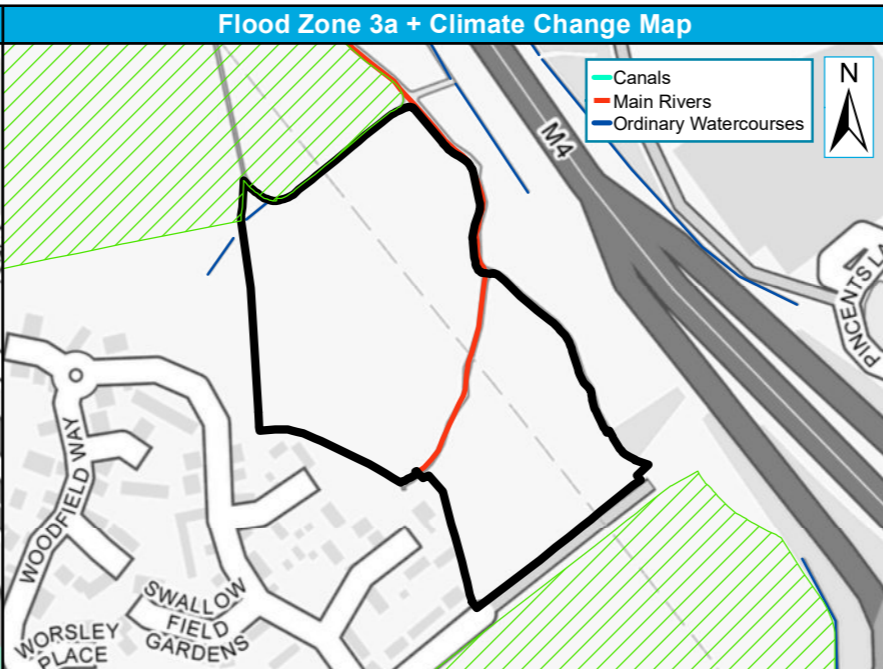 Flood Zone 3a + Climate Change Map
Canals
Main Rivers
Ordinary Watercourses
N
M4
PINCENTS LA
WOODFIELD WAY
SWALLOW
FIELD
GARDENS
WORSLEY
PLACE